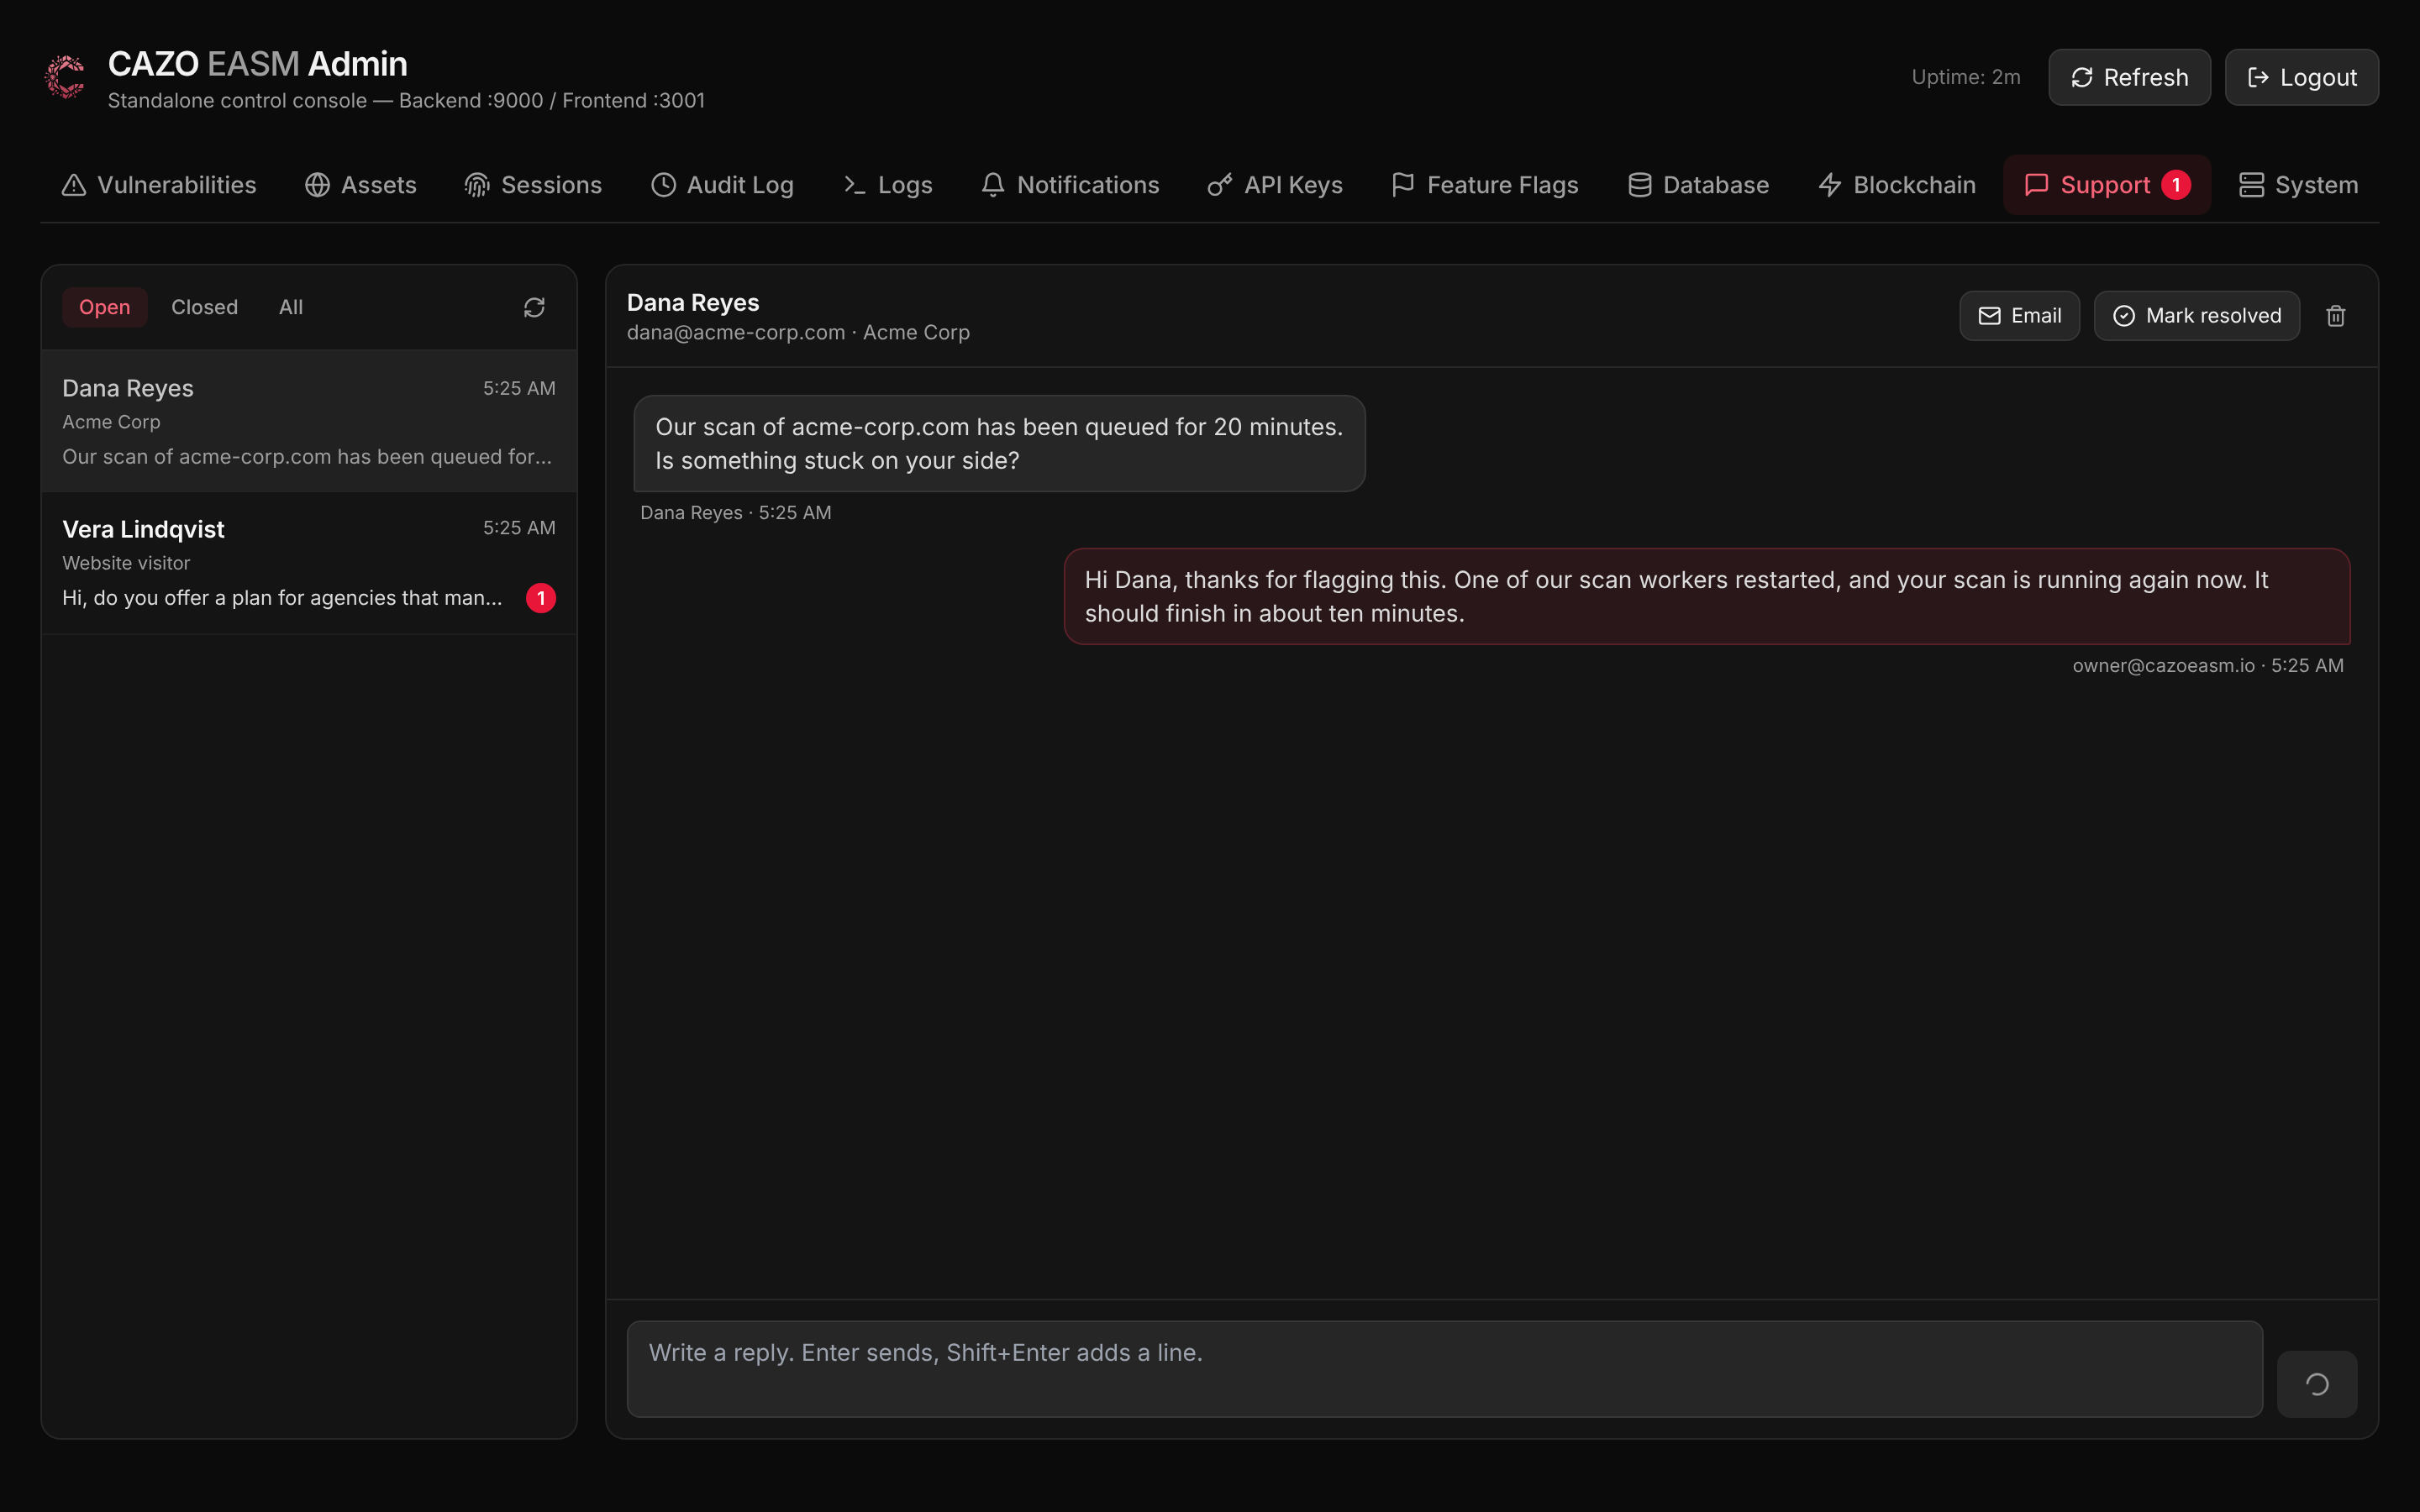 CAZO EASM Admin
Standalone control console — Backend :9000 / Frontend :3001
Uptime: 2m
Refresh
Logout
Vulnerabilities
Assets
Sessions
Audit Log
Logs
Notifications
API Keys
Feature Flags
Database
Blockchain
Support 1
System
Open
Closed
All
Dana Reyes
5:25 AM
Acme Corp
Our scan of acme-corp.com has been queued for...
Vera Lindqvist
5:25 AM
Website visitor
Hi, do you offer a plan for agencies that man...
1
Dana Reyes
dana@acme-corp.com · Acme Corp
Email
Mark resolved
Our scan of acme-corp.com has been queued for 20 minutes.
Is something stuck on your side?
Dana Reyes · 5:25 AM
Hi Dana, thanks for flagging this. One of our scan workers restarted, and your scan is running again now. It
should finish in about ten minutes.
owner@cazoeasm.io · 5:25 AM
Write a reply. Enter sends, Shift+Enter adds a line.